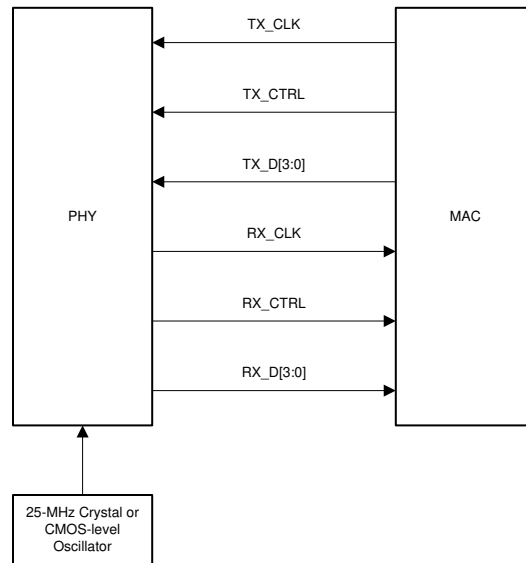 TX_CLK
TX_CTRL
TX_D[3:0]
PHY
MAC
RX_CLK
RX_CTRL
RX_D[3:0]
25-MHz Crystal or
CMOS-level
Oscillator